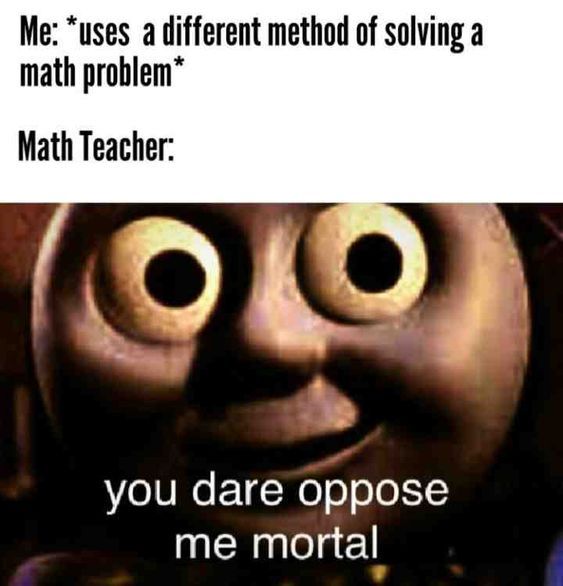 Me: *uses a different method of solving a
math problem*
Math Teacher:
you dare oppose
me mortal